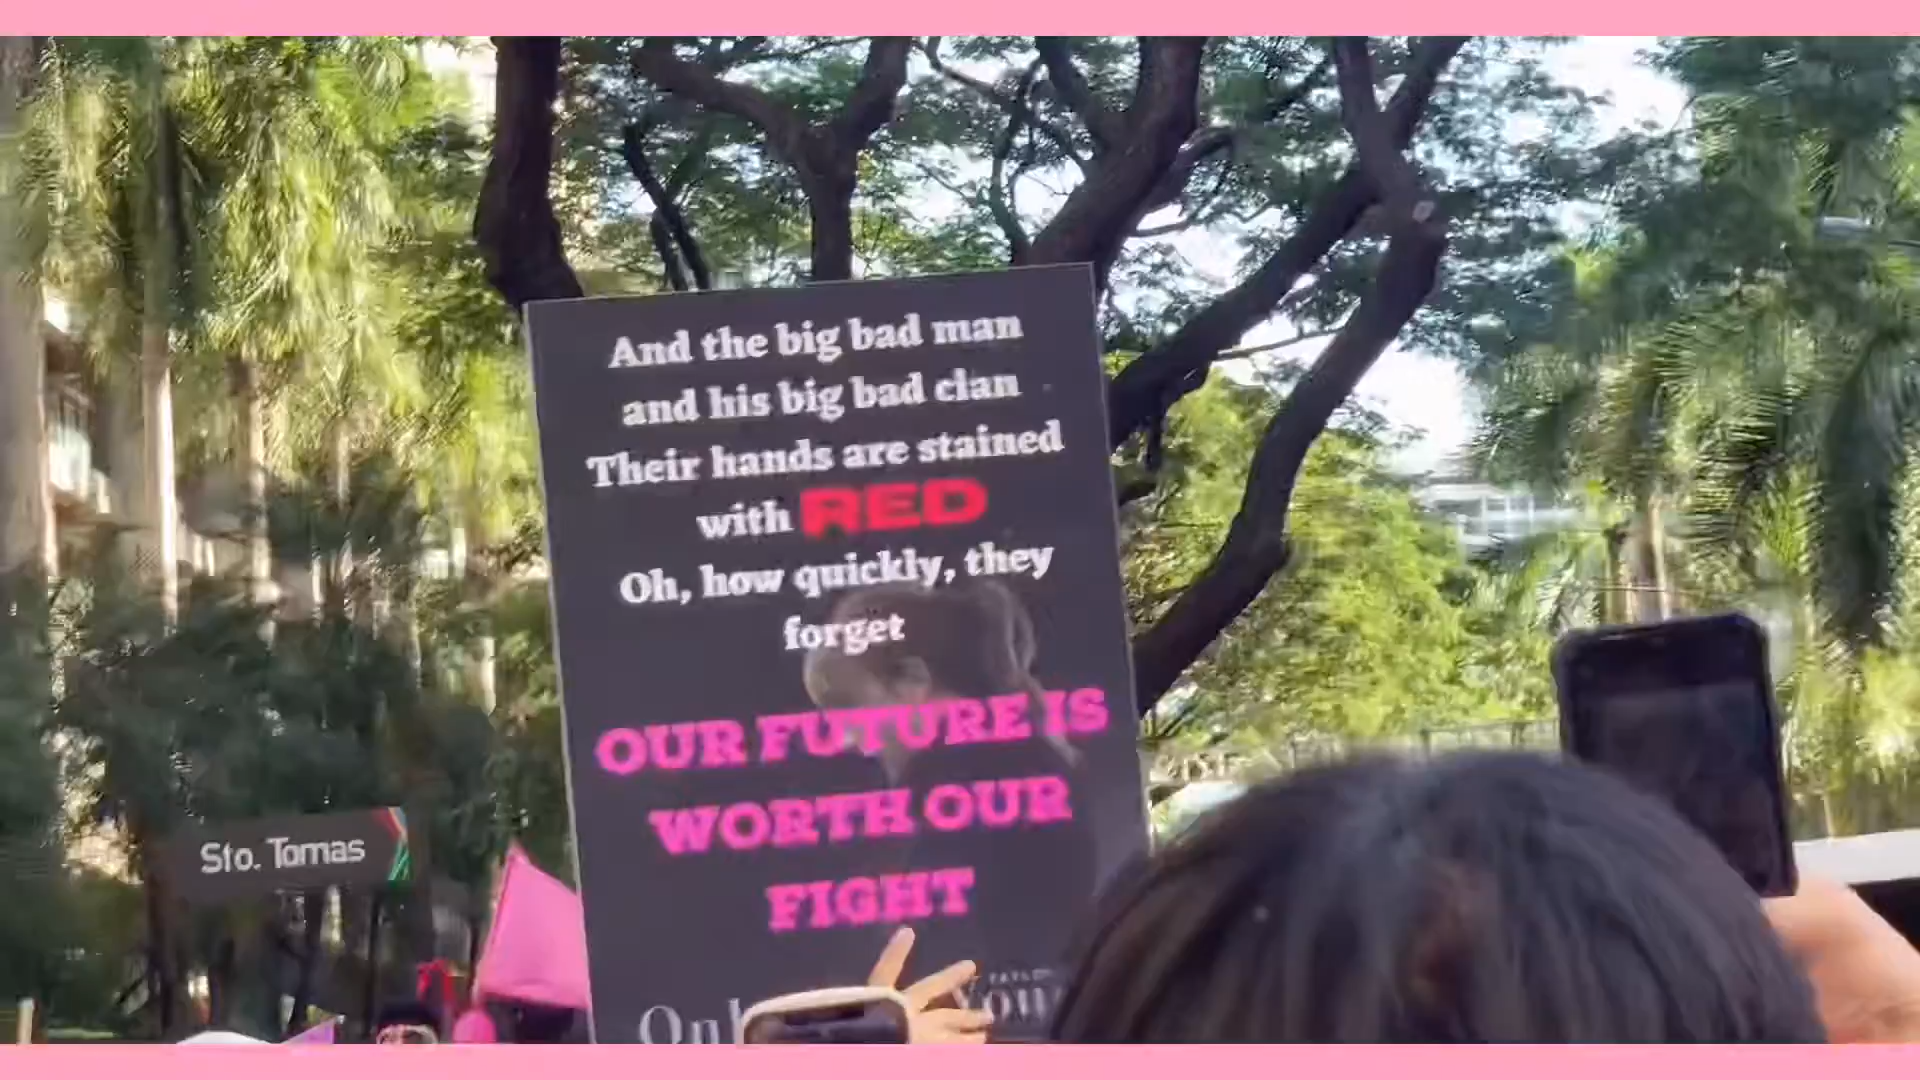 And the big bad man
and his big bad clan
Their hands are stained
with RED
Oh, how quickly, they
forget
OUR FUTURE IS
WORTH OUR
FIGHT
Sto. Tomas